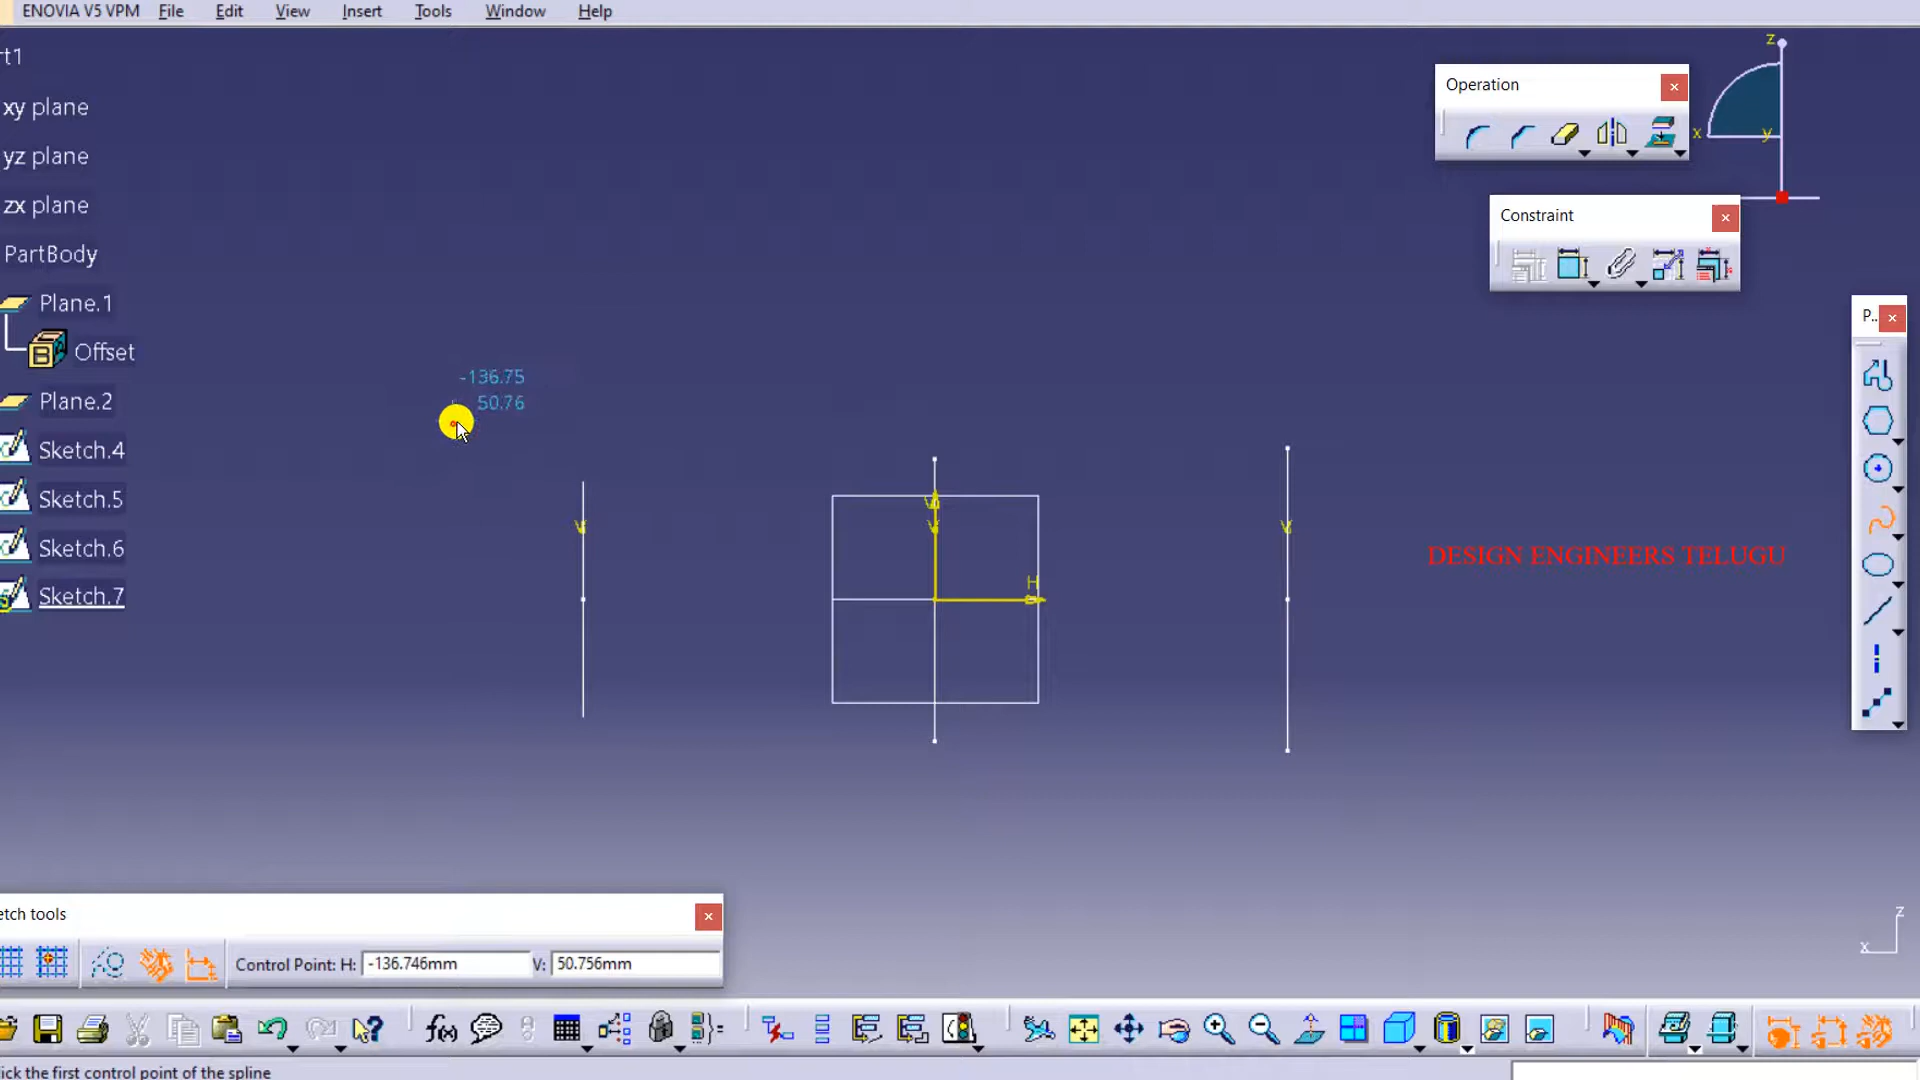 ENOVIA V5 VPM File Edit View Insert Tools Window Help
rt1
xy plane
yz plane
zx plane
PartBody
Plane.1
Offset
Plane.2
Sketch.4
Sketch.5
Sketch.6
Sketch.7
-136.75
50.76
V
V
V
H
Operation
z
x
y
Constraint
P..
DESIGN ENGINEERS TELUGU
z
x
etch tools
Control Point: H: -136.746mm V: 50.756mm
f(x)
ick the first control point of the spline